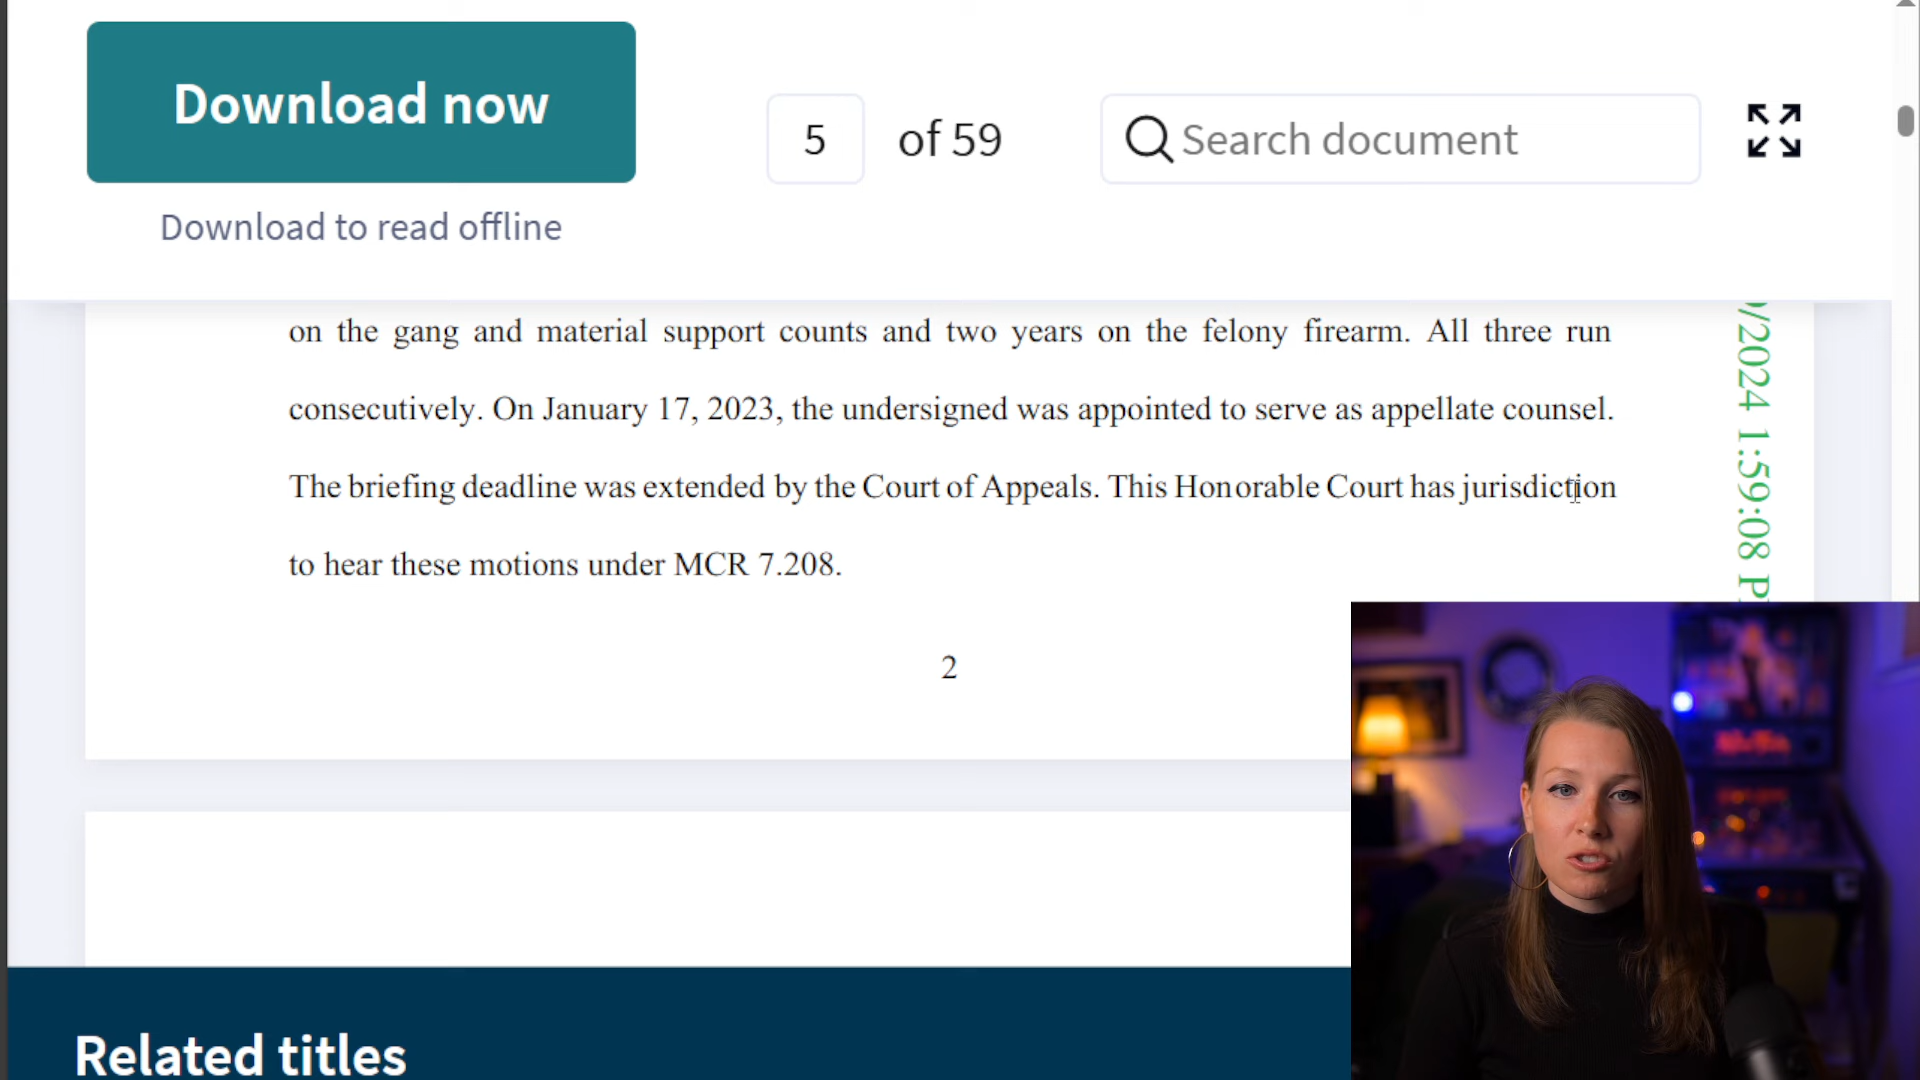 Download now
5 of 59
Search document
Download to read offline
on the gang and material support counts and two years on the felony firearm. All three run
consecutively. On January 17, 2023, the undersigned was appointed to serve as appellate counsel.
The briefing deadline was extended by the Court of Appeals. This Honorable Court has jurisdiction
to hear these motions under MCR 7.208.
2
/2024 1:59:08 P
Related titles